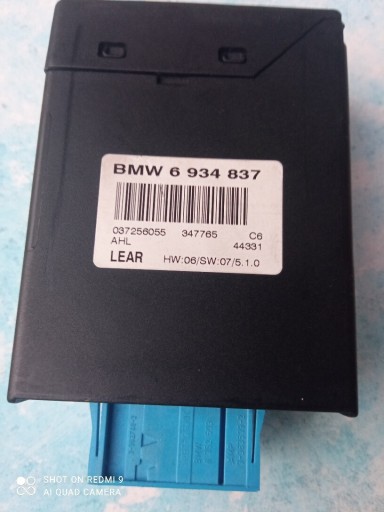 BMW 6 934 837
037256055 347765 C6
AHL 44331
LEAR HW:06/SW:07/5.1.0
SHOT ON REDMI 9
AI QUAD CAMERA